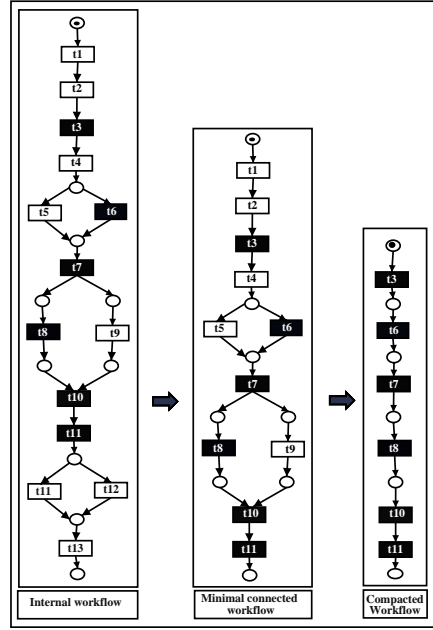 t1
t2
t3
t4
t5 t6
t7
t8 t9
t10
t11
t11 t12
t13
Internal workflow
t1
t2
t3
t4
t5 t6
t7
t8 t9
t10
t11
Minimal connected
workflow
t3
t6
t7
t8
t10
t11
Compacted
Workflow